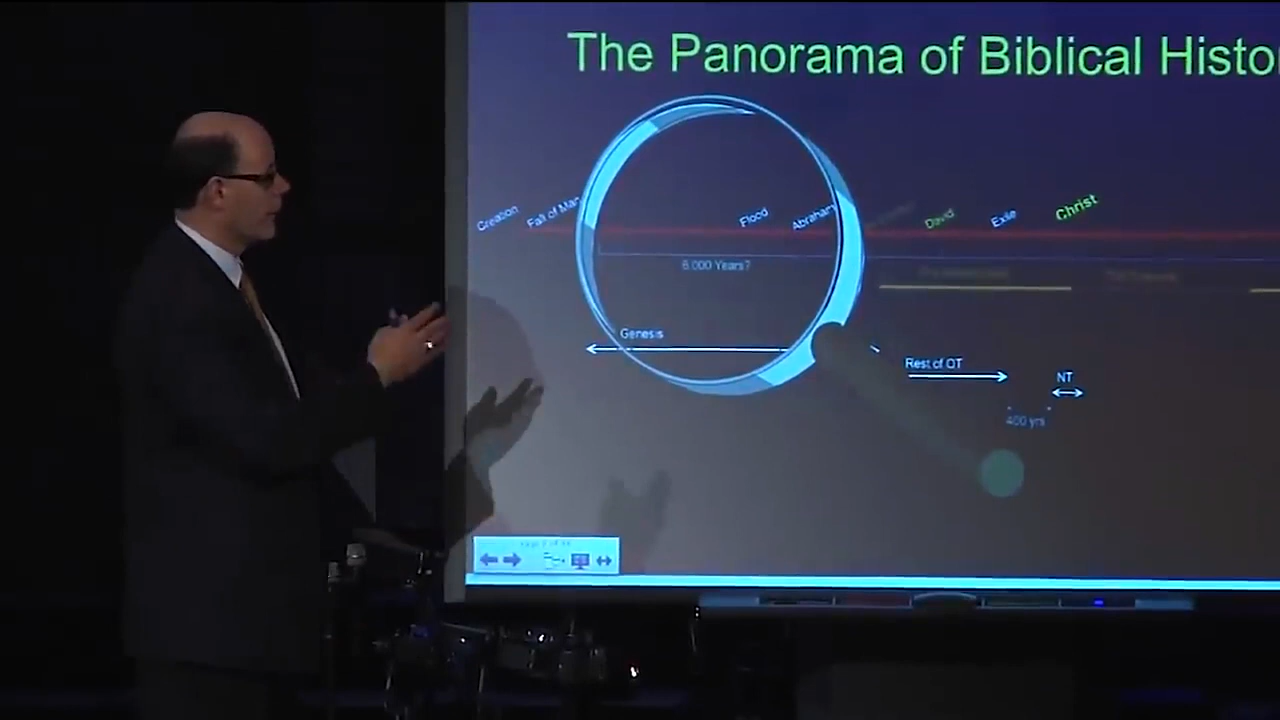 The Panorama of Biblical Histo
Creation
Fall of Man
Flood
Abraham
David
Exile
Christ
6,000 Years?
Genesis
Rest of OT
NT
400 yrs